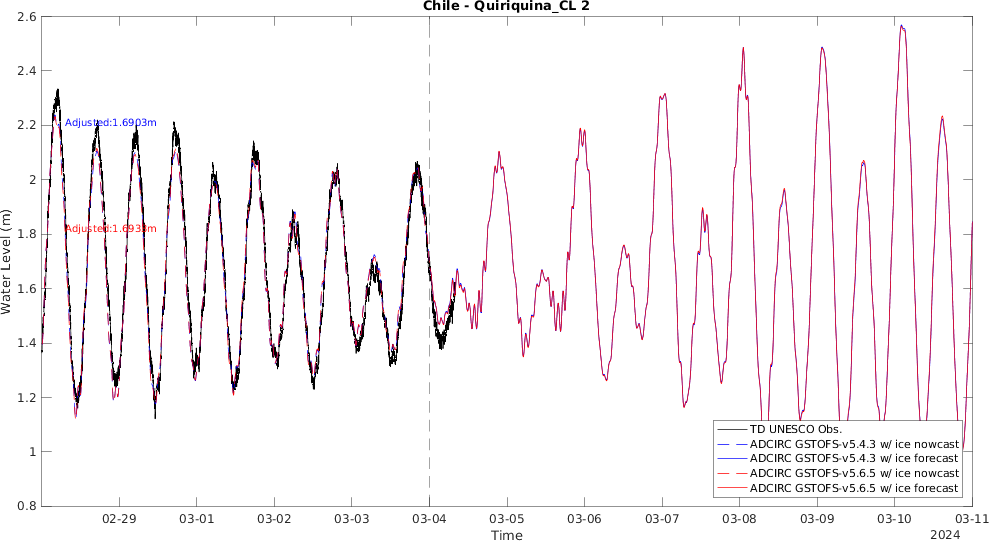 Chile - Quiriquina_CL 2
Water Level (m)
2.6
2.4
2.2
2
1.8
1.6
1.4
1.2
1
0.8
Adjusted:1.6903m
Adjusted:1.6933m
TD UNESCO Obs.
ADCIRC GSTOFS-v5.4.3 w/ ice nowcast
ADCIRC GSTOFS-v5.4.3 w/ ice forecast
ADCIRC GSTOFS-v5.6.5 w/ ice nowcast
ADCIRC GSTOFS-v5.6.5 w/ ice forecast
02-29 03-01 03-02 03-03 03-04 03-05 03-06 03-07 03-08 03-09 03-10 03-11
Time
2024